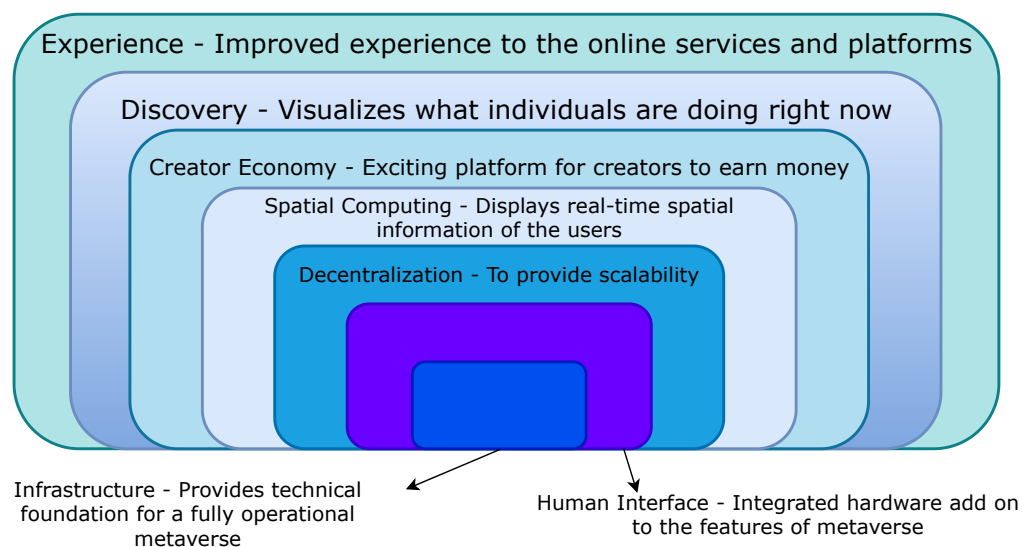 Experience - Improved experience to the online services and platforms
Discovery - Visualizes what individuals are doing right now
Creator Economy - Exciting platform for creators to earn money
Spatial Computing - Displays real-time spatial
information of the users
Decentralization - To provide scalability
Infrastructure - Provides technical
foundation for a fully operational
metaverse
Human Interface - Integrated hardware add on
to the features of metaverse